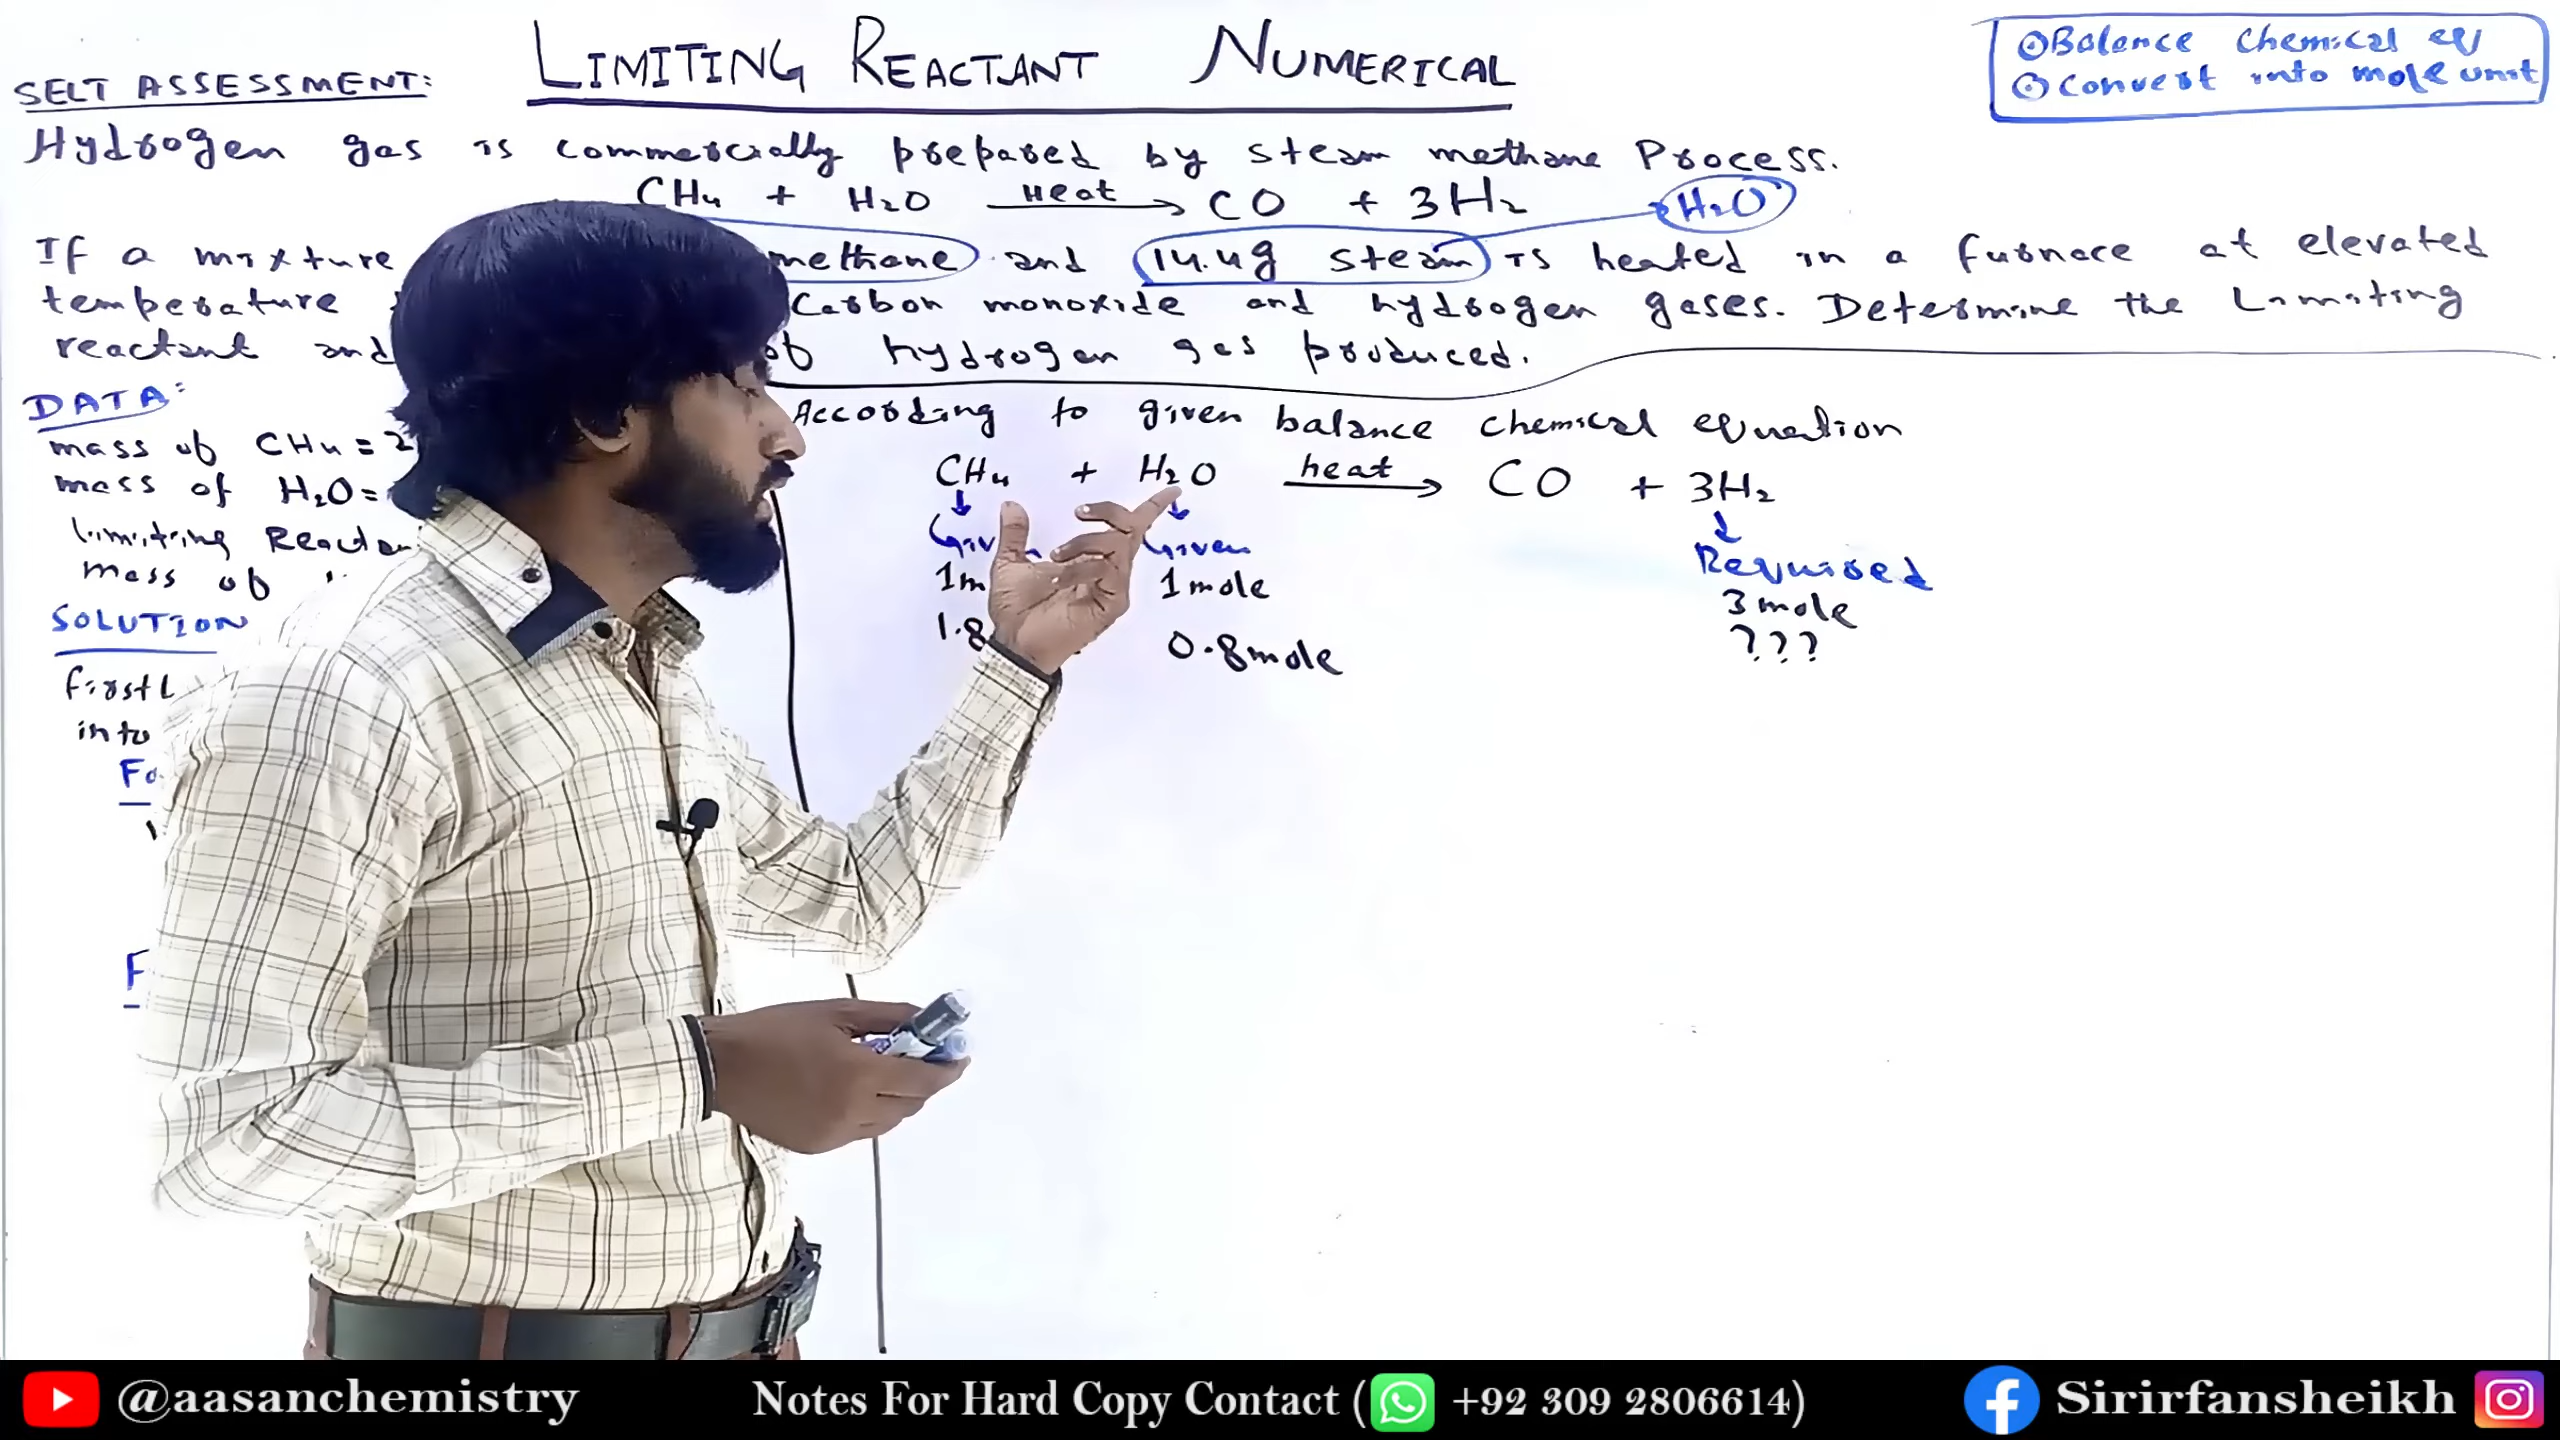 LIMITING REACTANT NUMERICAL
⊙Balance Chemical eq
⊙Convert into mole unit
SELT ASSESSMENT:
Hydrogen gas is commercially prepared by steam methane Process.
CH4 + H2O Heat → CO + 3H2 H2O
If a mixture methane and 14.4g steam is heated in a furnace at elevated
temperature Carbon monoxide and hydrogen gases. Determine the Limiting
reactant and of hydrogen gas produced.
DATA:
mass of CH4 = 2
mass of H2O =
limiting Reactan
mass of
SOLUTION
firstl
into
Fo
F
According to given balance chemical equation
CH4 + H2O heat → CO + 3H2
↓ ↓ ↓
Given Given Required
1m 1mole 3mole
1.8 0.8mole ???
@aasanchemistry Notes For Hard Copy Contact ( +92 309 2806614) Sirirfansheikh